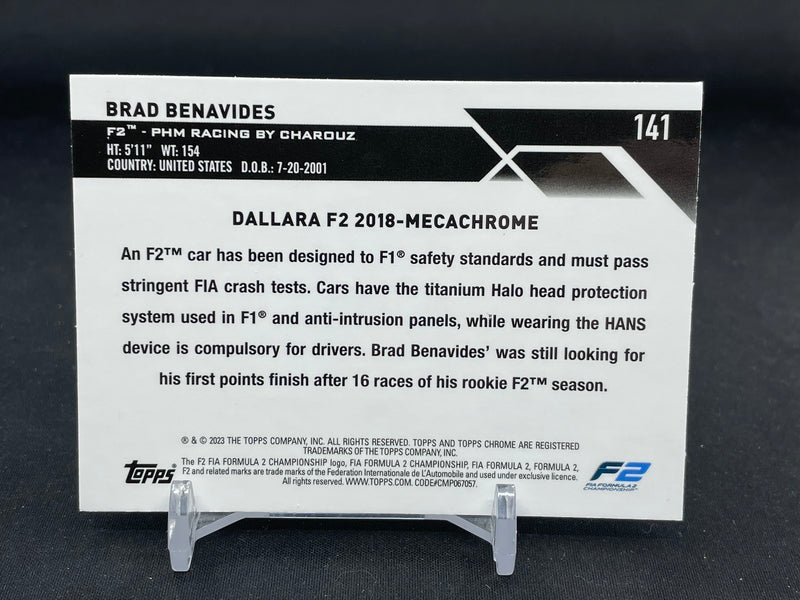 BRAD BENAVIDES
141
F2™ - PHM RACING BY CHAROUZ
HT: 5'11" WT: 154
COUNTRY: UNITED STATES D.O.B.: 7-20-2001
DALLARA F2 2018-MECACHROME
An F2™ car has been designed to F1® safety standards and must pass
stringent FIA crash tests. Cars have the titanium Halo head protection
system used in F1® and anti-intrusion panels, while wearing the HANS
device is compulsory for drivers. Brad Benavides' was still looking for
his first points finish after 16 races of his rookie F2™ season.
® & © 2023 THE TOPPS COMPANY, INC. ALL RIGHTS RESERVED. TOPPS AND TOPPS CHROME ARE REGISTERED
TRADEMARKS OF THE TOPPS COMPANY, INC.
The F2 FIA FORMULA 2 CHAMPIONSHIP logo, FIA FORMULA 2 CHAMPIONSHIP, FIA FORMULA 2, FORMULA 2,
F2 and related marks are trade marks of the Federation Internationale de L'Automobile and used under exclusive licence.
All rights reserved. WWW.TOPPS.COM. CODE#CMP067057.
topps®
F2
FIA FORMULA 2
CHAMPIONSHIP™